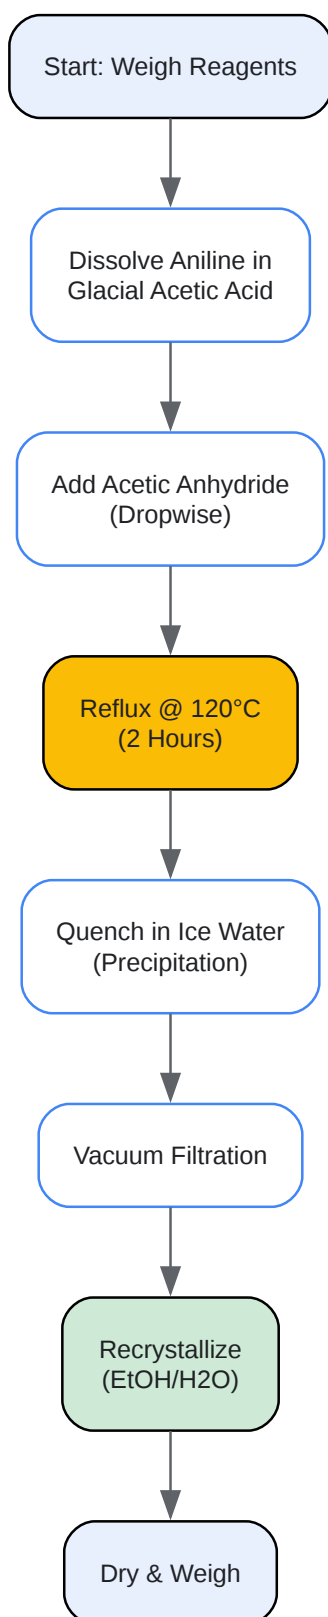 Start: Weigh Reagents
Dissolve Aniline in
Glacial Acetic Acid
Add Acetic Anhydride
(Dropwise)
Reflux @ 120°C
(2 Hours)
Quench in Ice Water
(Precipitation)
Vacuum Filtration
Recrystallize
(EtOH/H2O)
Dry & Weigh